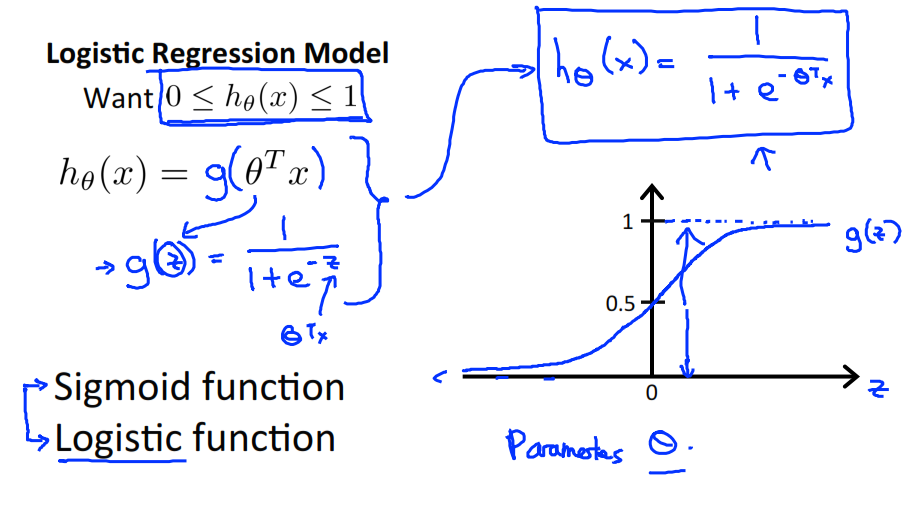 Logistic Regression Model
Want 0 ≤ hθ(x) ≤ 1
hθ(x) = g(θᵀx)
→ g(z) = 1 / (1 + e^(-z))
θᵀx
Sigmoid function
Logistic function
hθ(x) = 1 / (1 + e^(-θᵀx))
1
g(z)
0.5
0
z
Parametes θ.